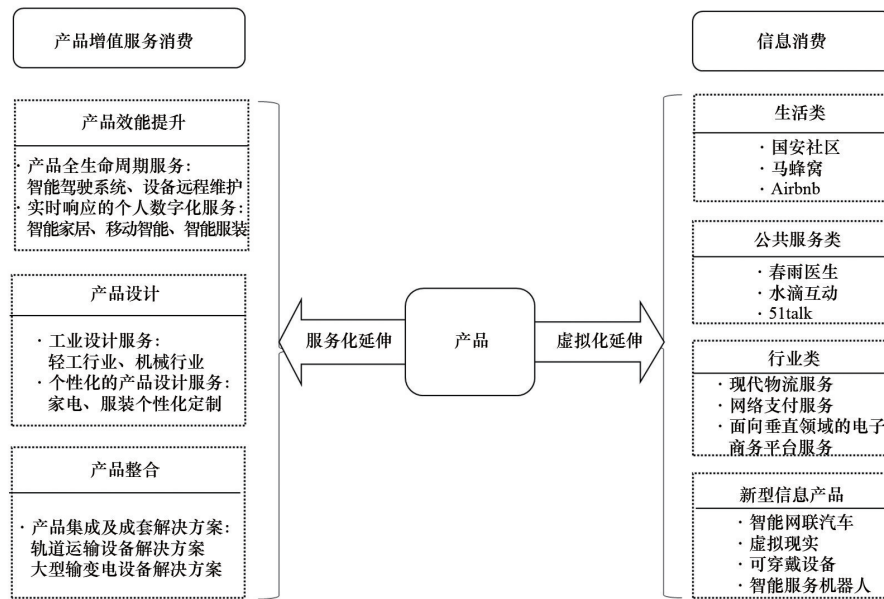 产品增值服务消费
产品效能提升
· 产品全生命周期服务：
智能驾驶系统、设备远程维护
· 实时响应的个人数字化服务：
智能家居、移动智能、智能服装
产品设计
· 工业设计服务：
轻工行业、机械行业
· 个性化的产品设计服务：
家电、服装个性化定制
产品整合
· 产品集成及成套解决方案：
轨道运输设备解决方案
大型输变电设备解决方案
服务化延伸
产品
虚拟化延伸
信息消费
生活类
· 国安社区
· 马蜂窝
· Airbnb
公共服务类
· 春雨医生
· 水滴互动
· 51talk
行业类
· 现代物流服务
· 网络支付服务
· 面向垂直领域的电子
商务平台服务
新型信息产品
· 智能网联汽车
· 虚拟现实
· 可穿戴设备
· 智能服务机器人